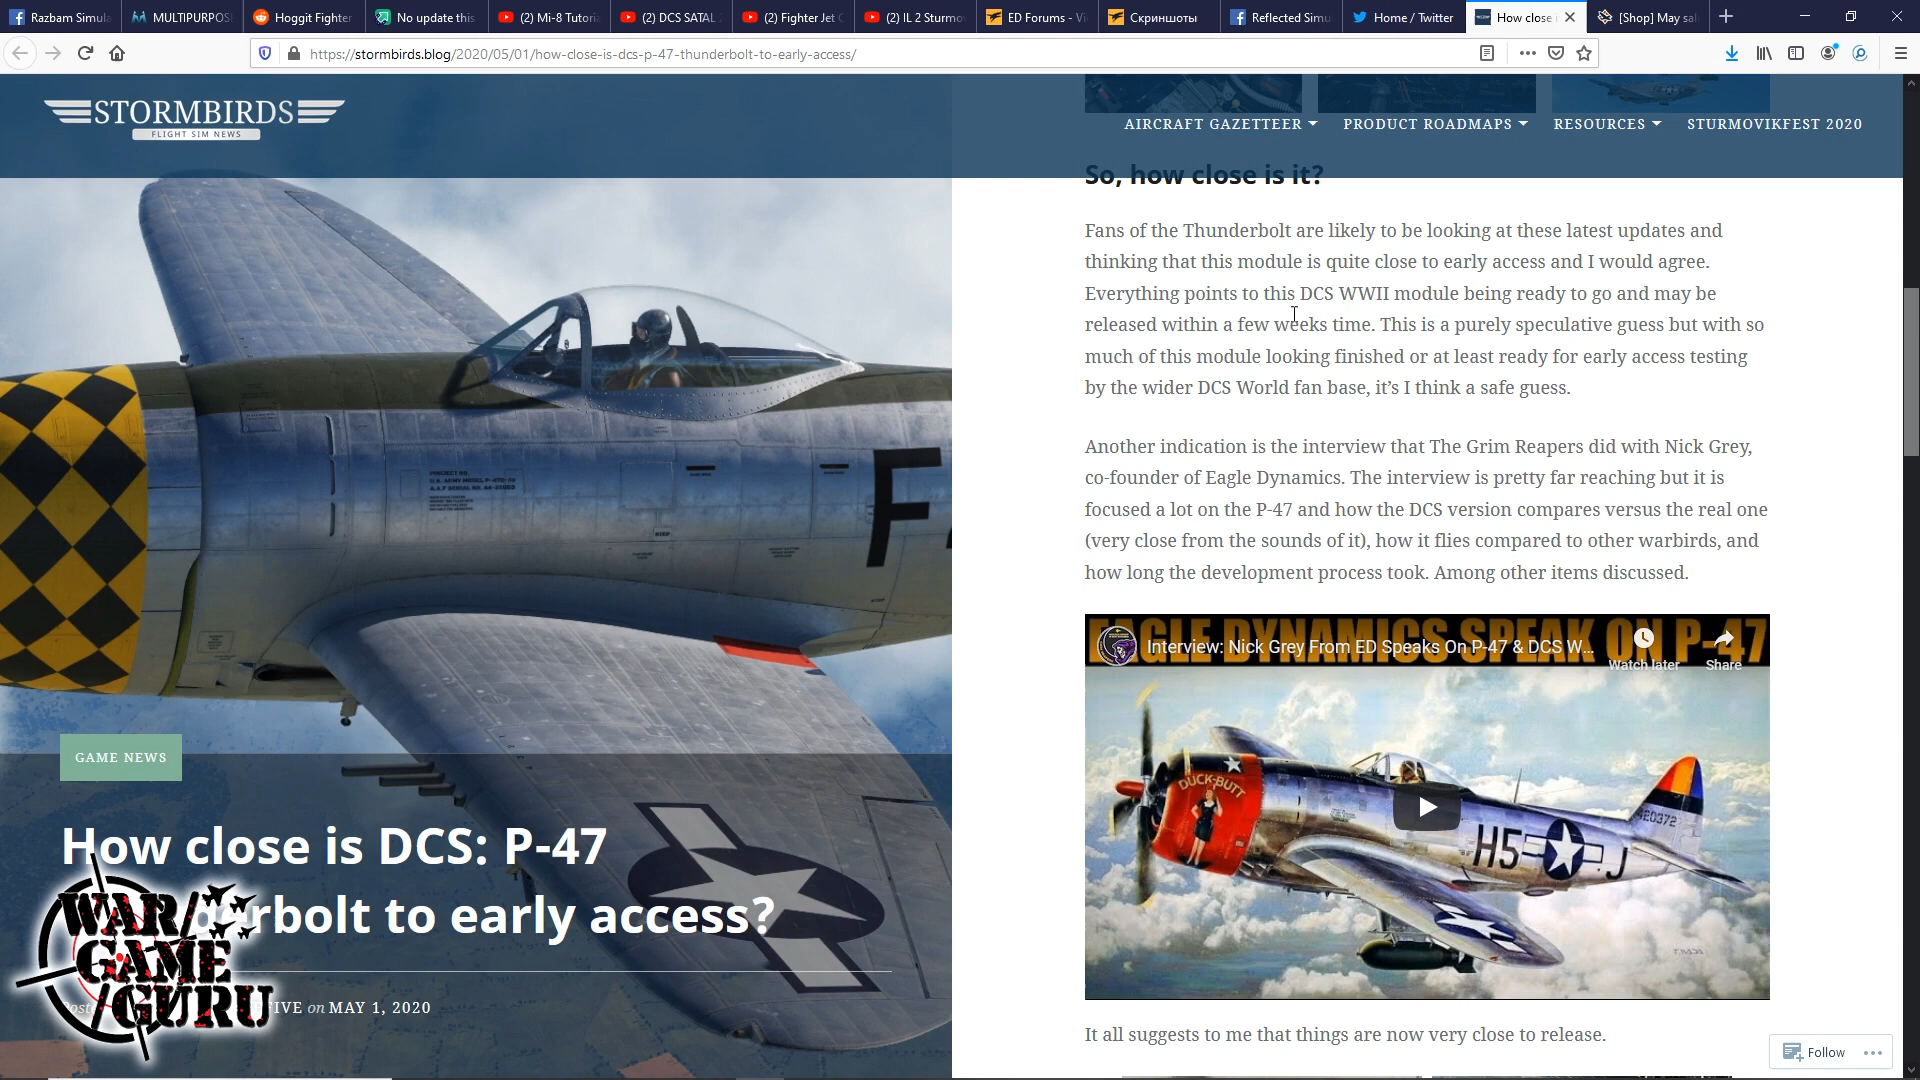 Razbam Simula
MULTIPURPOS
Hoggit Fighter
No update this
(2) Mi-8 Tutoria
(2) DCS SATAL
(2) Fighter Jet
(2) IL 2 Sturmo
ED Forums - Vi
Скриншоты
Reflected Simu
Home / Twitter
How close
[Shop] May sal
https://stormbirds.blog/2020/05/01/how-close-is-dcs-p-47-thunderbolt-to-early-access/
STORMBIRDS
FLIGHT SIM NEWS
AIRCRAFT GAZETTEER
PRODUCT ROADMAPS
RESOURCES
STURMOVIKFEST 2020
So, how close is it?
Fans of the Thunderbolt are likely to be looking at these latest updates and
thinking that this module is quite close to early access and I would agree.
Everything points to this DCS WWII module being ready to go and may be
released within a few weeks time. This is a purely speculative guess but with so
much of this module looking finished or at least ready for early access testing
by the wider DCS World fan base, it's I think a safe guess.
Another indication is the interview that The Grim Reapers did with Nick Grey,
co-founder of Eagle Dynamics. The interview is pretty far reaching but it is
focused a lot on the P-47 and how the DCS version compares versus the real one
(very close from the sounds of it), how it flies compared to other warbirds, and
how long the development process took. Among other items discussed.
EAGLE DYNAMICS SPEAK ON P-47
Interview: Nick Grey From ED Speaks On P-47 & DCS W...
Watch later
Share
DUCK-BUTT
420372
H5
J
It all suggests to me that things are now very close to release.
Follow
F
GAME NEWS
How close is DCS: P-47
erbolt to early access?
FIVE on MAY 1, 2020
WAR/
GAME
/GURU